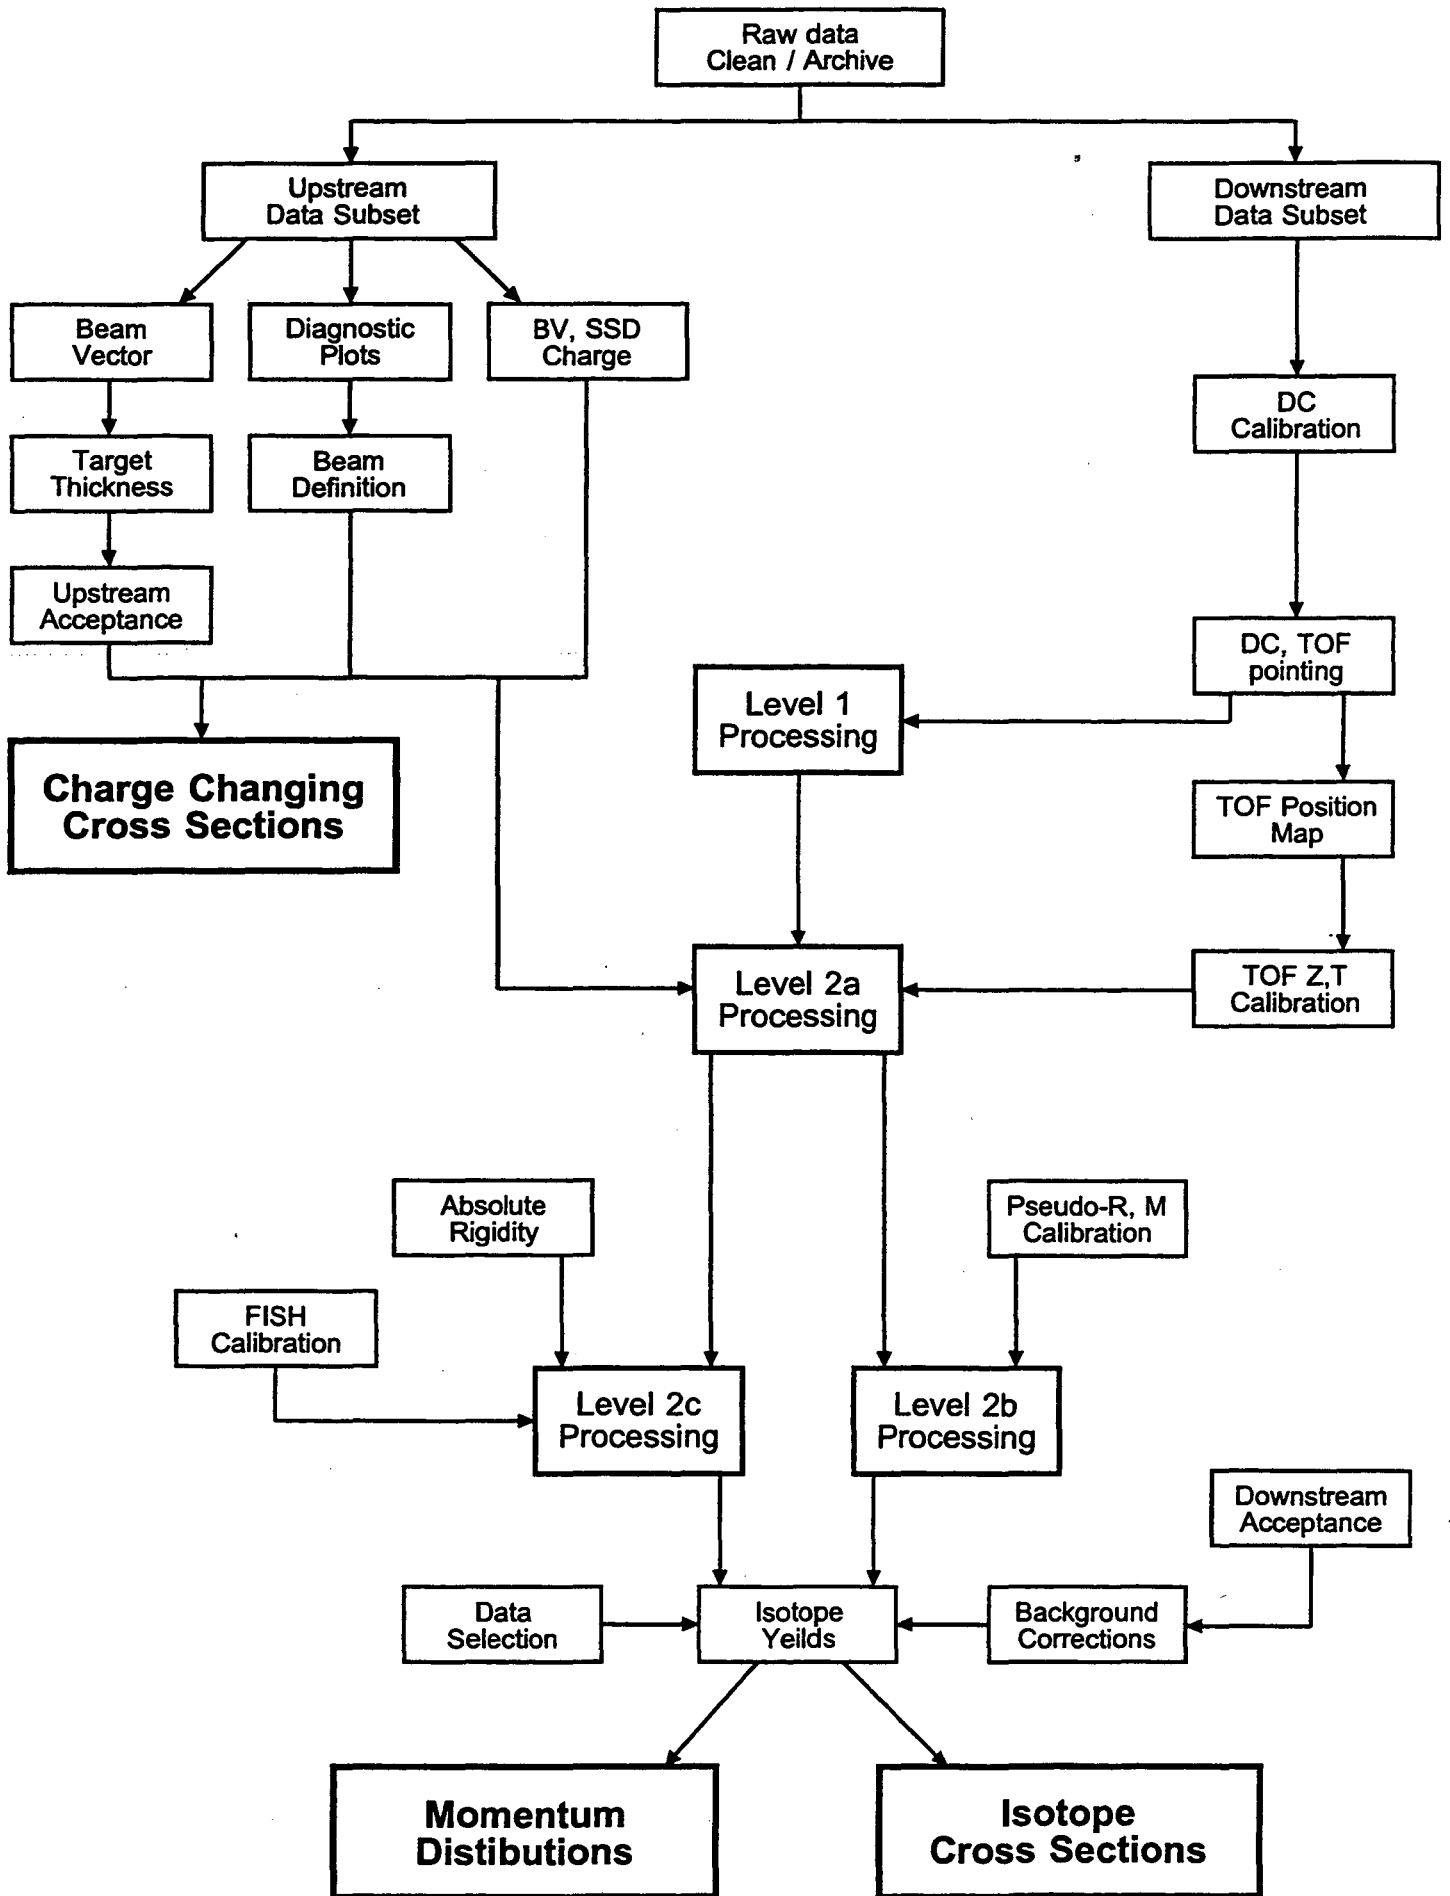 Raw data
Clean / Archive
Upstream
Data Subset
Downstream
Data Subset
Beam
Vector
Diagnostic
Plots
BV, SSD
Charge
DC
Calibration
Target
Thickness
Beam
Definition
Upstream
Acceptance
DC, TOF
pointing
Level 1
Processing
Charge Changing
Cross Sections
TOF Position
Map
Level 2a
Processing
TOF Z,T
Calibration
Absolute
Rigidity
Pseudo-R, M
Calibration
FISH
Calibration
Level 2c
Processing
Level 2b
Processing
Downstream
Acceptance
Data
Selection
Isotope
Yeilds
Background
Corrections
Momentum
Distibutions
Isotope
Cross Sections